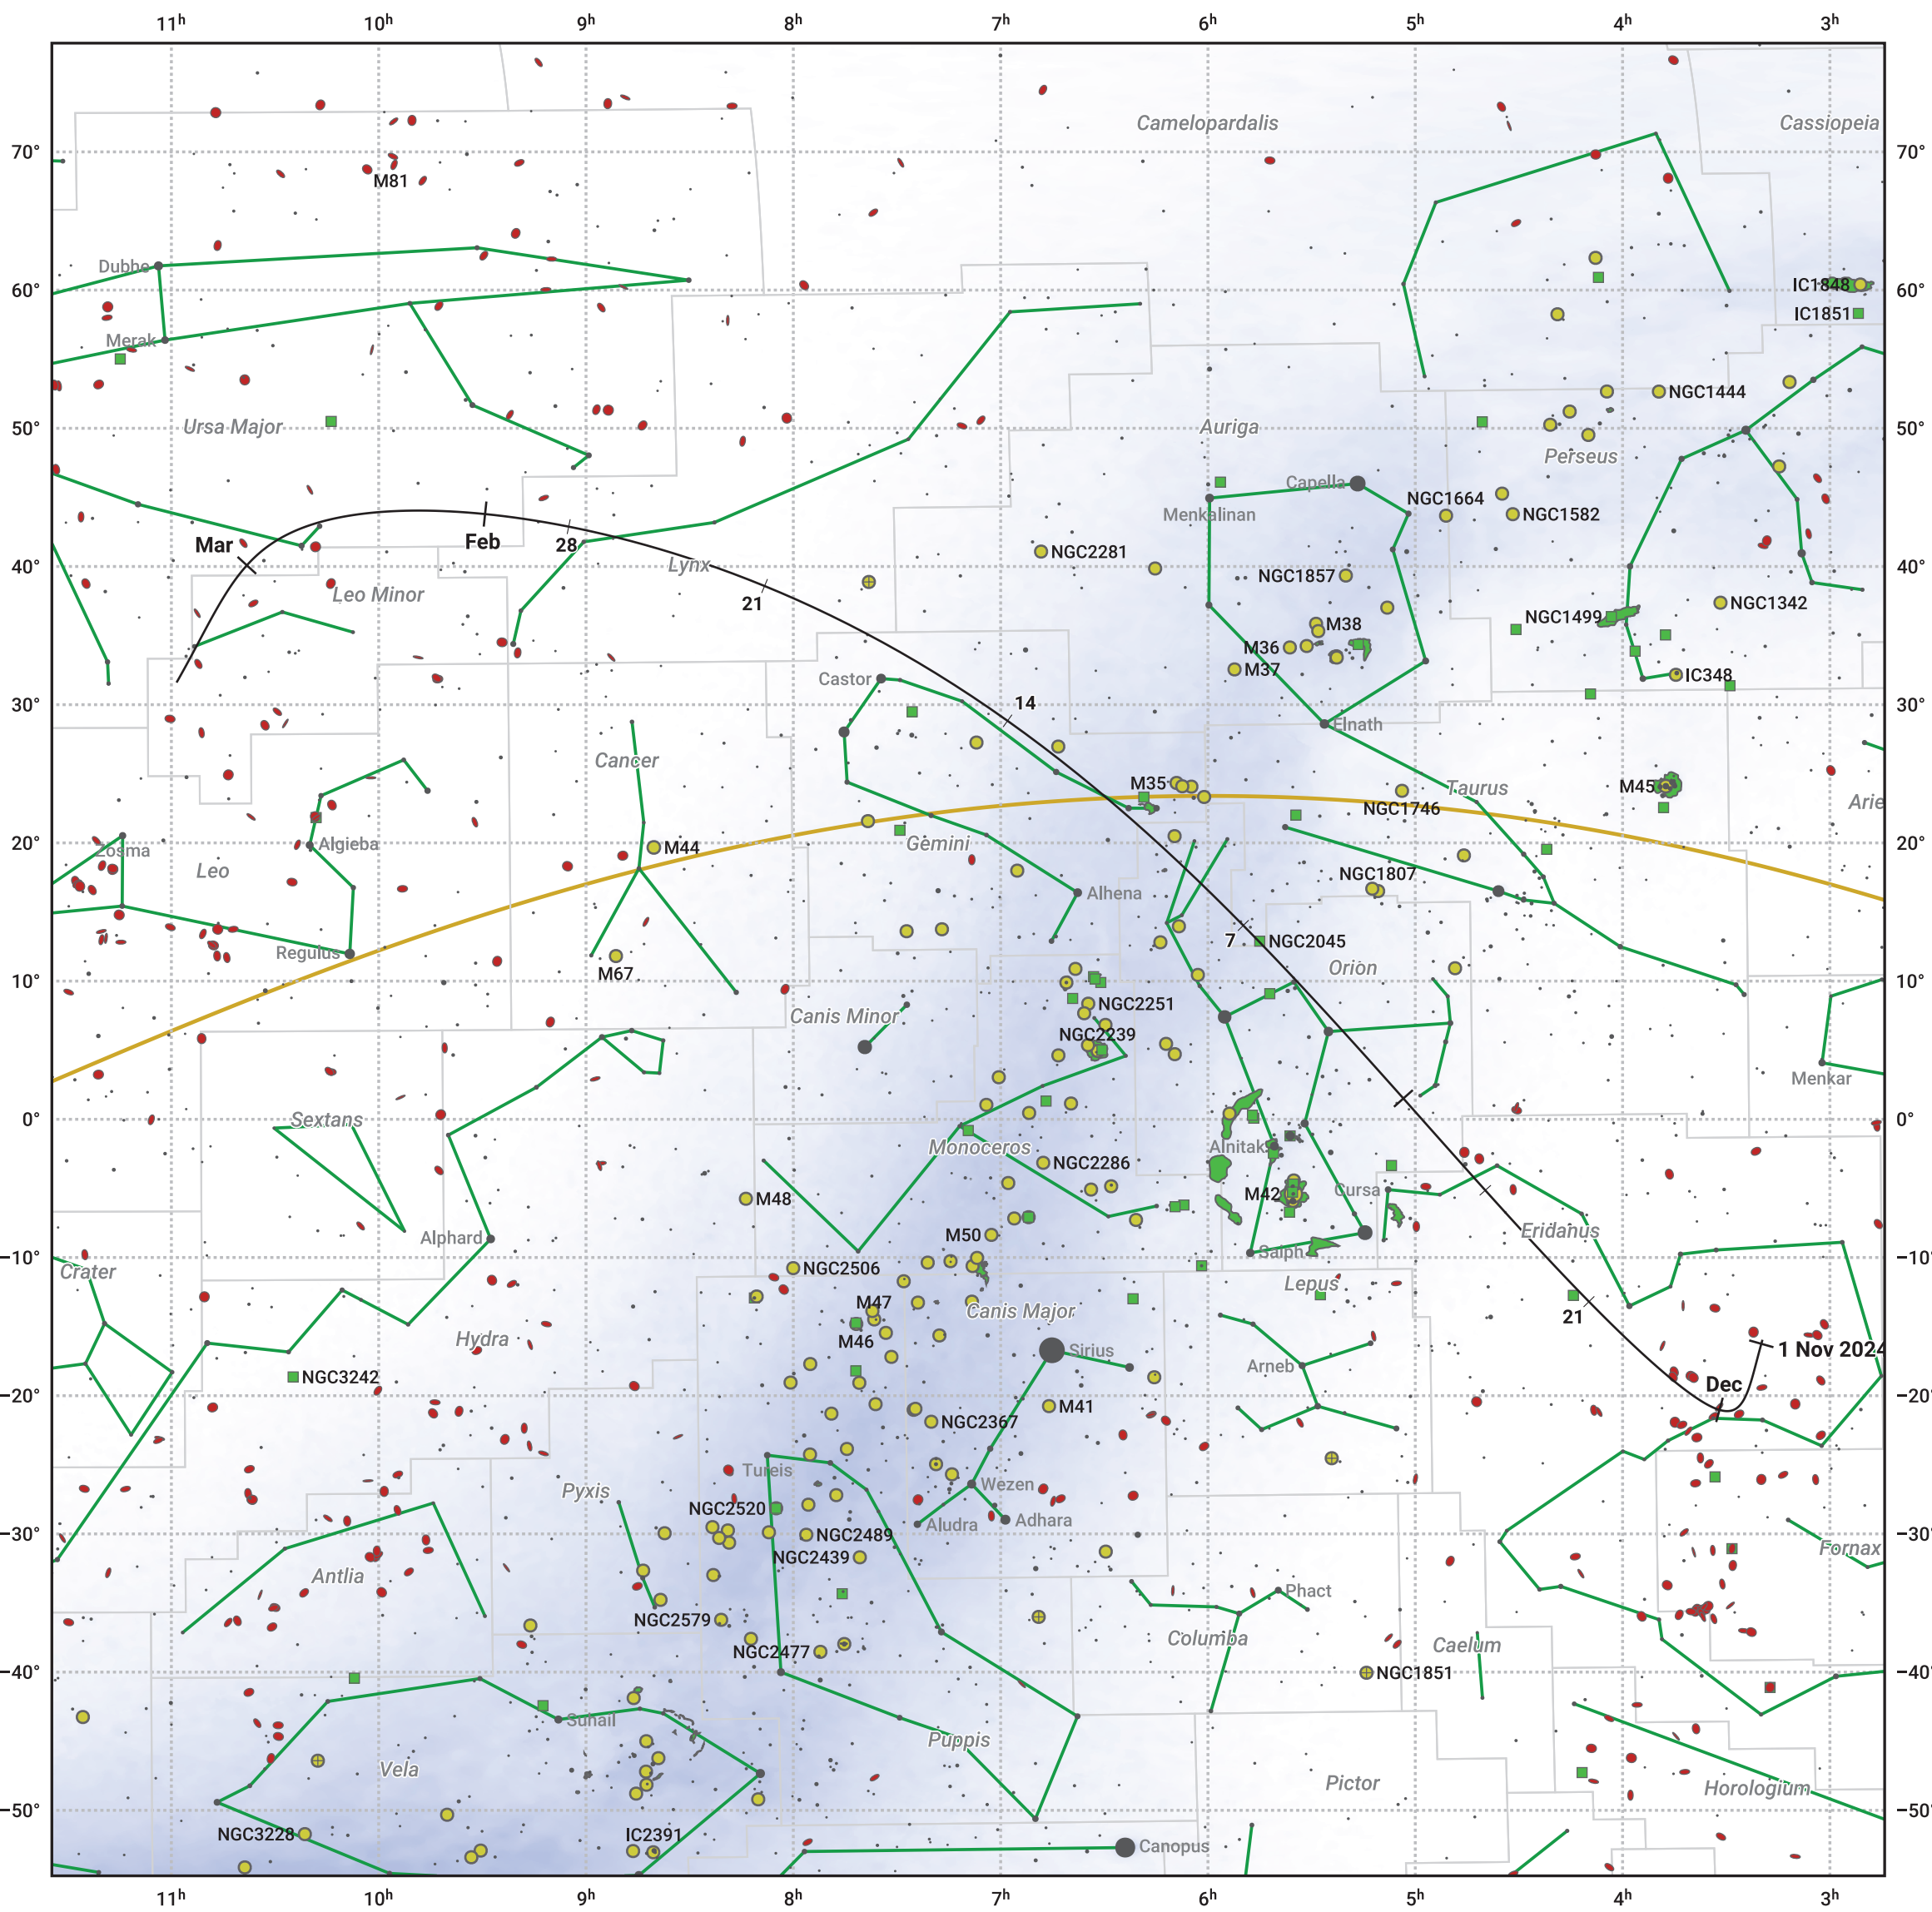 11h 10h 9h 8h 7h 6h 5h 4h 3h
Camelopardalis
Cassiopeia
70° 70°
M81
Dubhe
60° 60°
IC1848
IC1851
Merak
NGC1444
Ursa Major
50° 50°
Auriga
Perseus
Capella
NGC1664
Menkalinan
NGC1582
Mar
Feb
28
NGC2281
40° 40°
Lynx
NGC1857
Leo Minor
21
NGC1342
NGC1499
M38
M36
M37
Castor
IC348
30° 30°
14
Elnath
Cancer
M35
Taurus
M45
NGC1746
Arie
20° 20°
Zosma
Algieba
M44
Gemini
Leo
NGC1807
Alhena
Regulus
7
NGC2045
M67
Orion
10° 10°
NGC2251
Canis Minor
NGC2239
Menkar
0° 0°
Sextans
Monoceros
Alnitak
NGC2286
M48
M42
Cursa
Alphard
M50
Eridanus
−10° −10°
Saiph
Crater
NGC2506
Lepus
M47
Canis Major
21
Hydra
M46
Sirius
1 Nov 2024
Arneb
NGC3242
Dec
−20° −20°
M41
NGC2367
Tureis
Pyxis
Wezen
NGC2520
Adhara
Aludra
−30° −30°
NGC2489
NGC2439
Fornax
Antlia
Phact
NGC2579
Columba
Caelum
NGC2477
−40° −40°
NGC1851
Suhail
Puppis
Vela
Pictor
Horologium
−50° −50°
NGC3228
IC2391
Canopus
11h 10h 9h 8h 7h 6h 5h 4h 3h